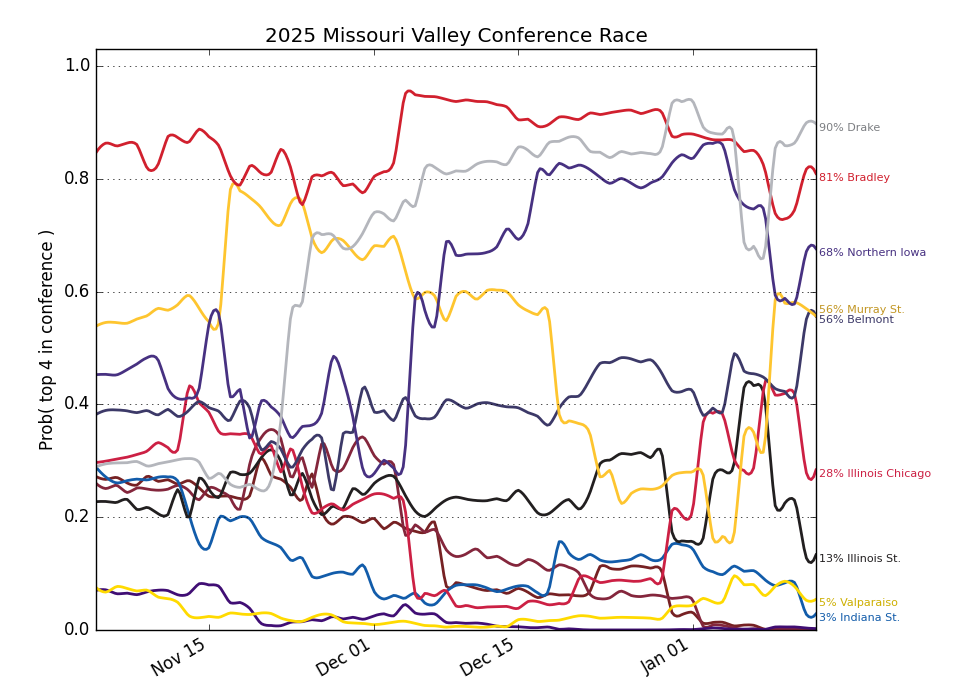 2025 Missouri Valley Conference Race
Prob( top 4 in conference )
1.0
0.8
0.6
0.4
0.2
0.0
Nov 15
Dec 01
Dec 15
Jan 01
90% Drake
81% Bradley
68% Northern Iowa
56% Murray St.
56% Belmont
28% Illinois Chicago
13% Illinois St.
5% Valparaiso
3% Indiana St.